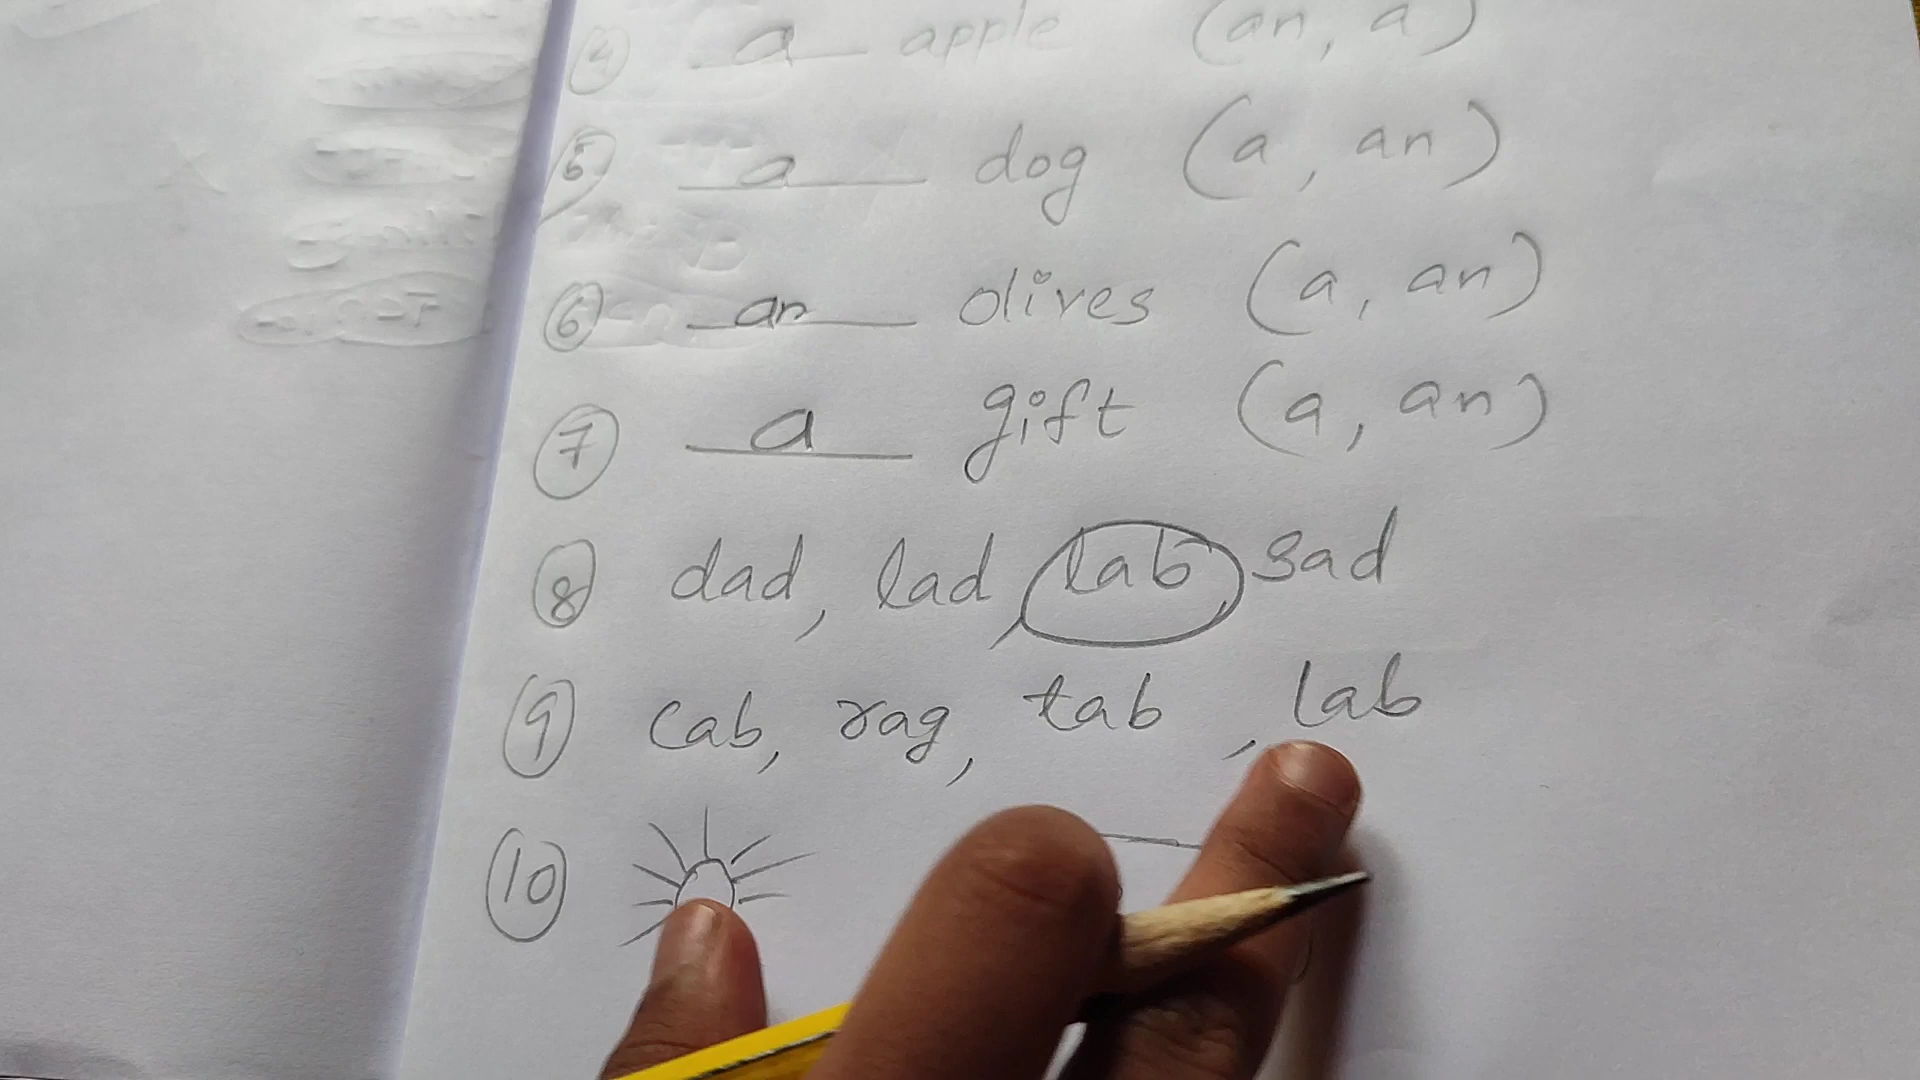 4 a apple (an, a)
5 a dog (a, an)
6 an olives (a, an)
7 a gift (a, an)
8 dad, lad, lab sad
9 cab, rag, tab, lab
10